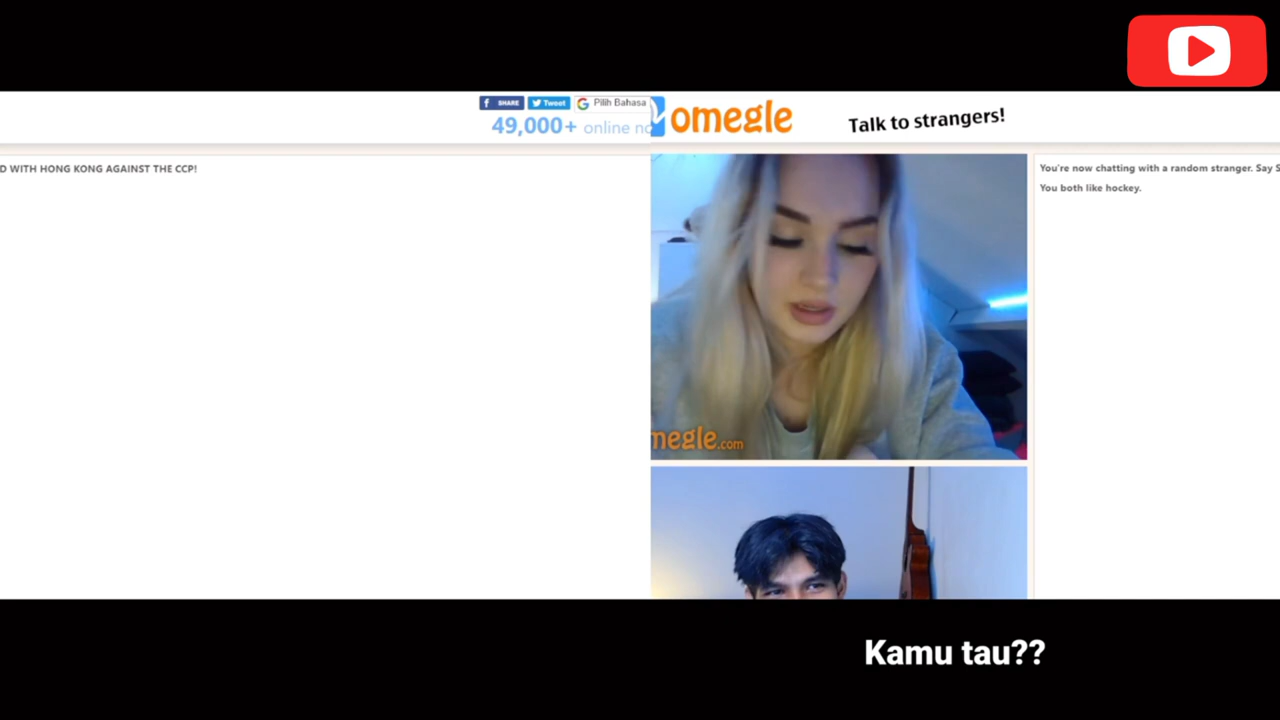 SHARE
Tweet
Pilih Bahasa
49,000+ online no
omegle
Talk to strangers!
D WITH HONG KONG AGAINST THE CCP!
You're now chatting with a random stranger. Say S
You both like hockey.
megle.com
Kamu tau??